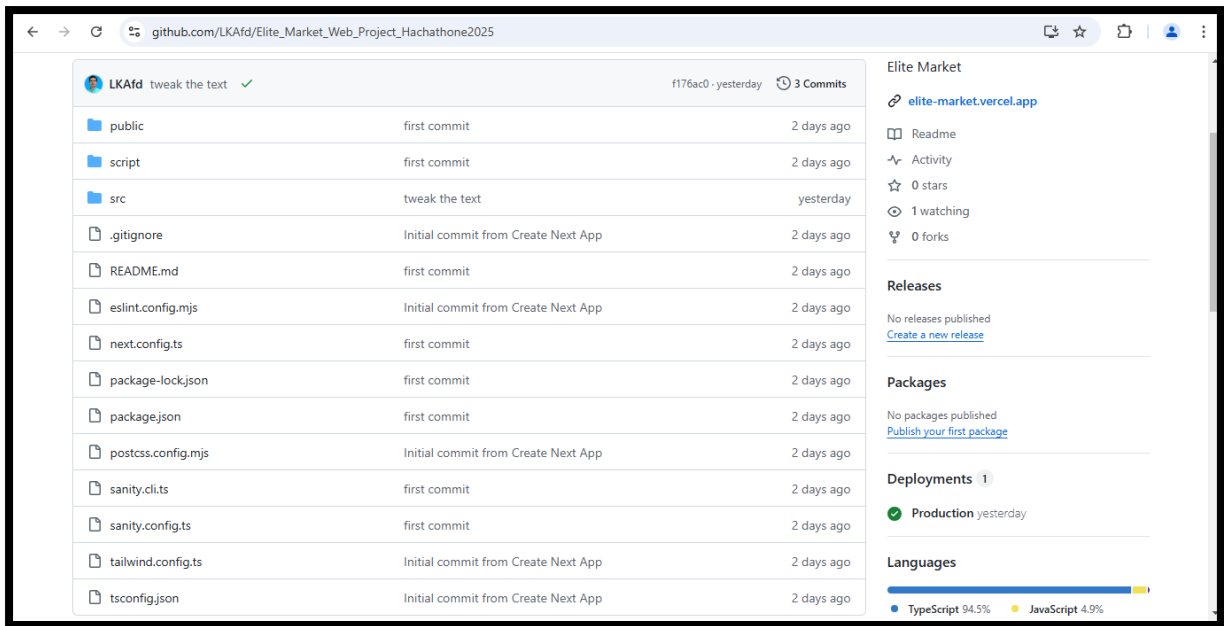 github.com/LKAfd/Elite_Market_Web_Project_Hachathone2025
LKAfd tweak the text f176ac0 · yesterday 3 Commits
public first commit 2 days ago
script first commit 2 days ago
src tweak the text yesterday
.gitignore Initial commit from Create Next App 2 days ago
README.md first commit 2 days ago
eslint.config.mjs Initial commit from Create Next App 2 days ago
next.config.ts first commit 2 days ago
package-lock.json first commit 2 days ago
package.json first commit 2 days ago
postcss.config.mjs Initial commit from Create Next App 2 days ago
sanity.cli.ts first commit 2 days ago
sanity.config.ts first commit 2 days ago
tailwind.config.ts Initial commit from Create Next App 2 days ago
tsconfig.json Initial commit from Create Next App 2 days ago
Elite Market
elite-market.vercel.app
Readme
Activity
0 stars
1 watching
0 forks
Releases
No releases published
Create a new release
Packages
No packages published
Publish your first package
Deployments 1
Production yesterday
Languages
TypeScript 94.5% JavaScript 4.9%